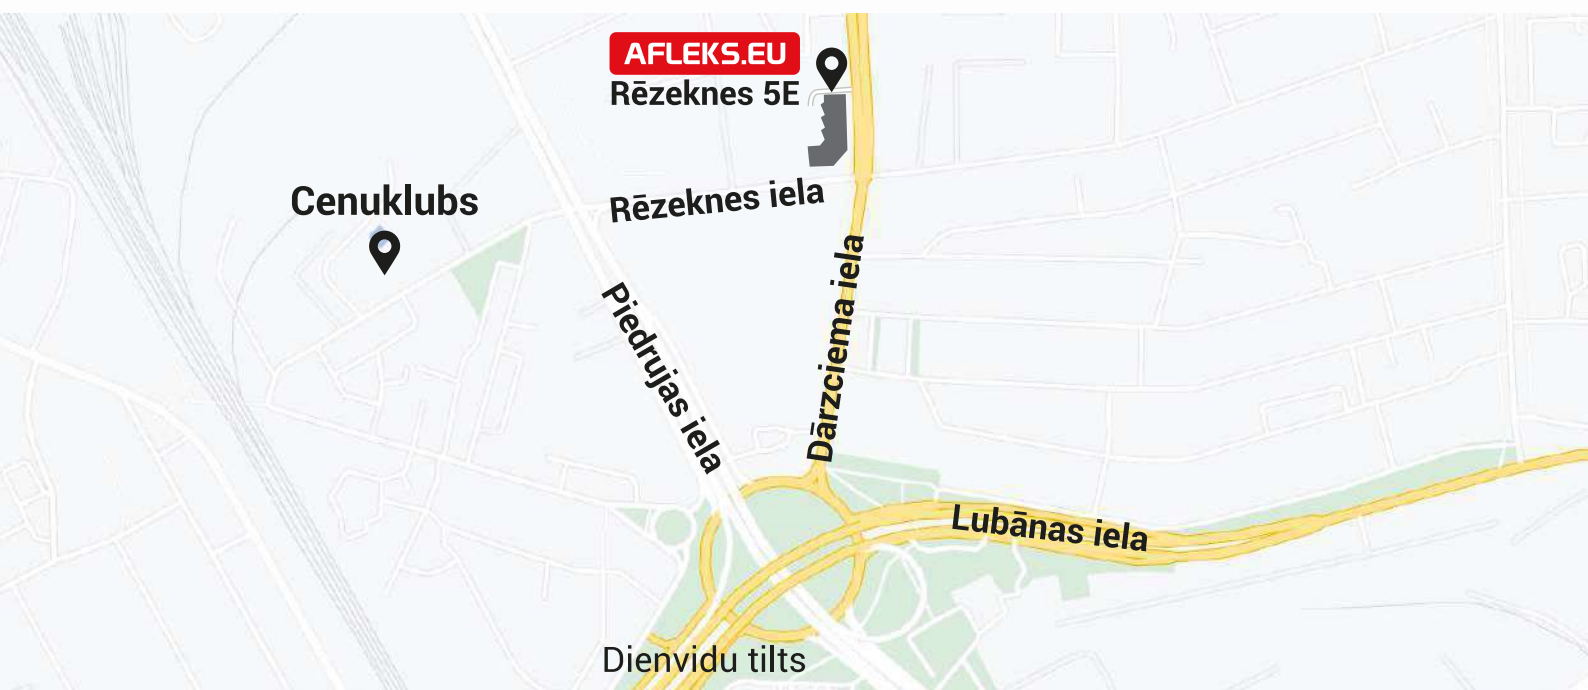 AFLEKS.EU
Rēzeknes 5E
Cenuklubs
Rēzeknes iela
Piedrujas iela
Dārzciema iela
Lubānas iela
Dienvidu tilts